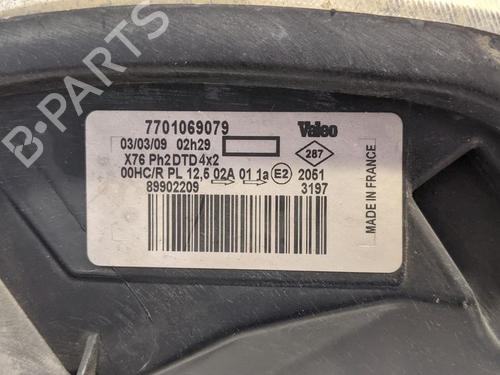 7701069079 Valeo
03/03/09 02h29
X76 Ph2DTD4x2 287
00HC/R PL 12,5 02A 01 1a E2 2051
89902209 3197
MADE IN FRANCE
B-PARTS